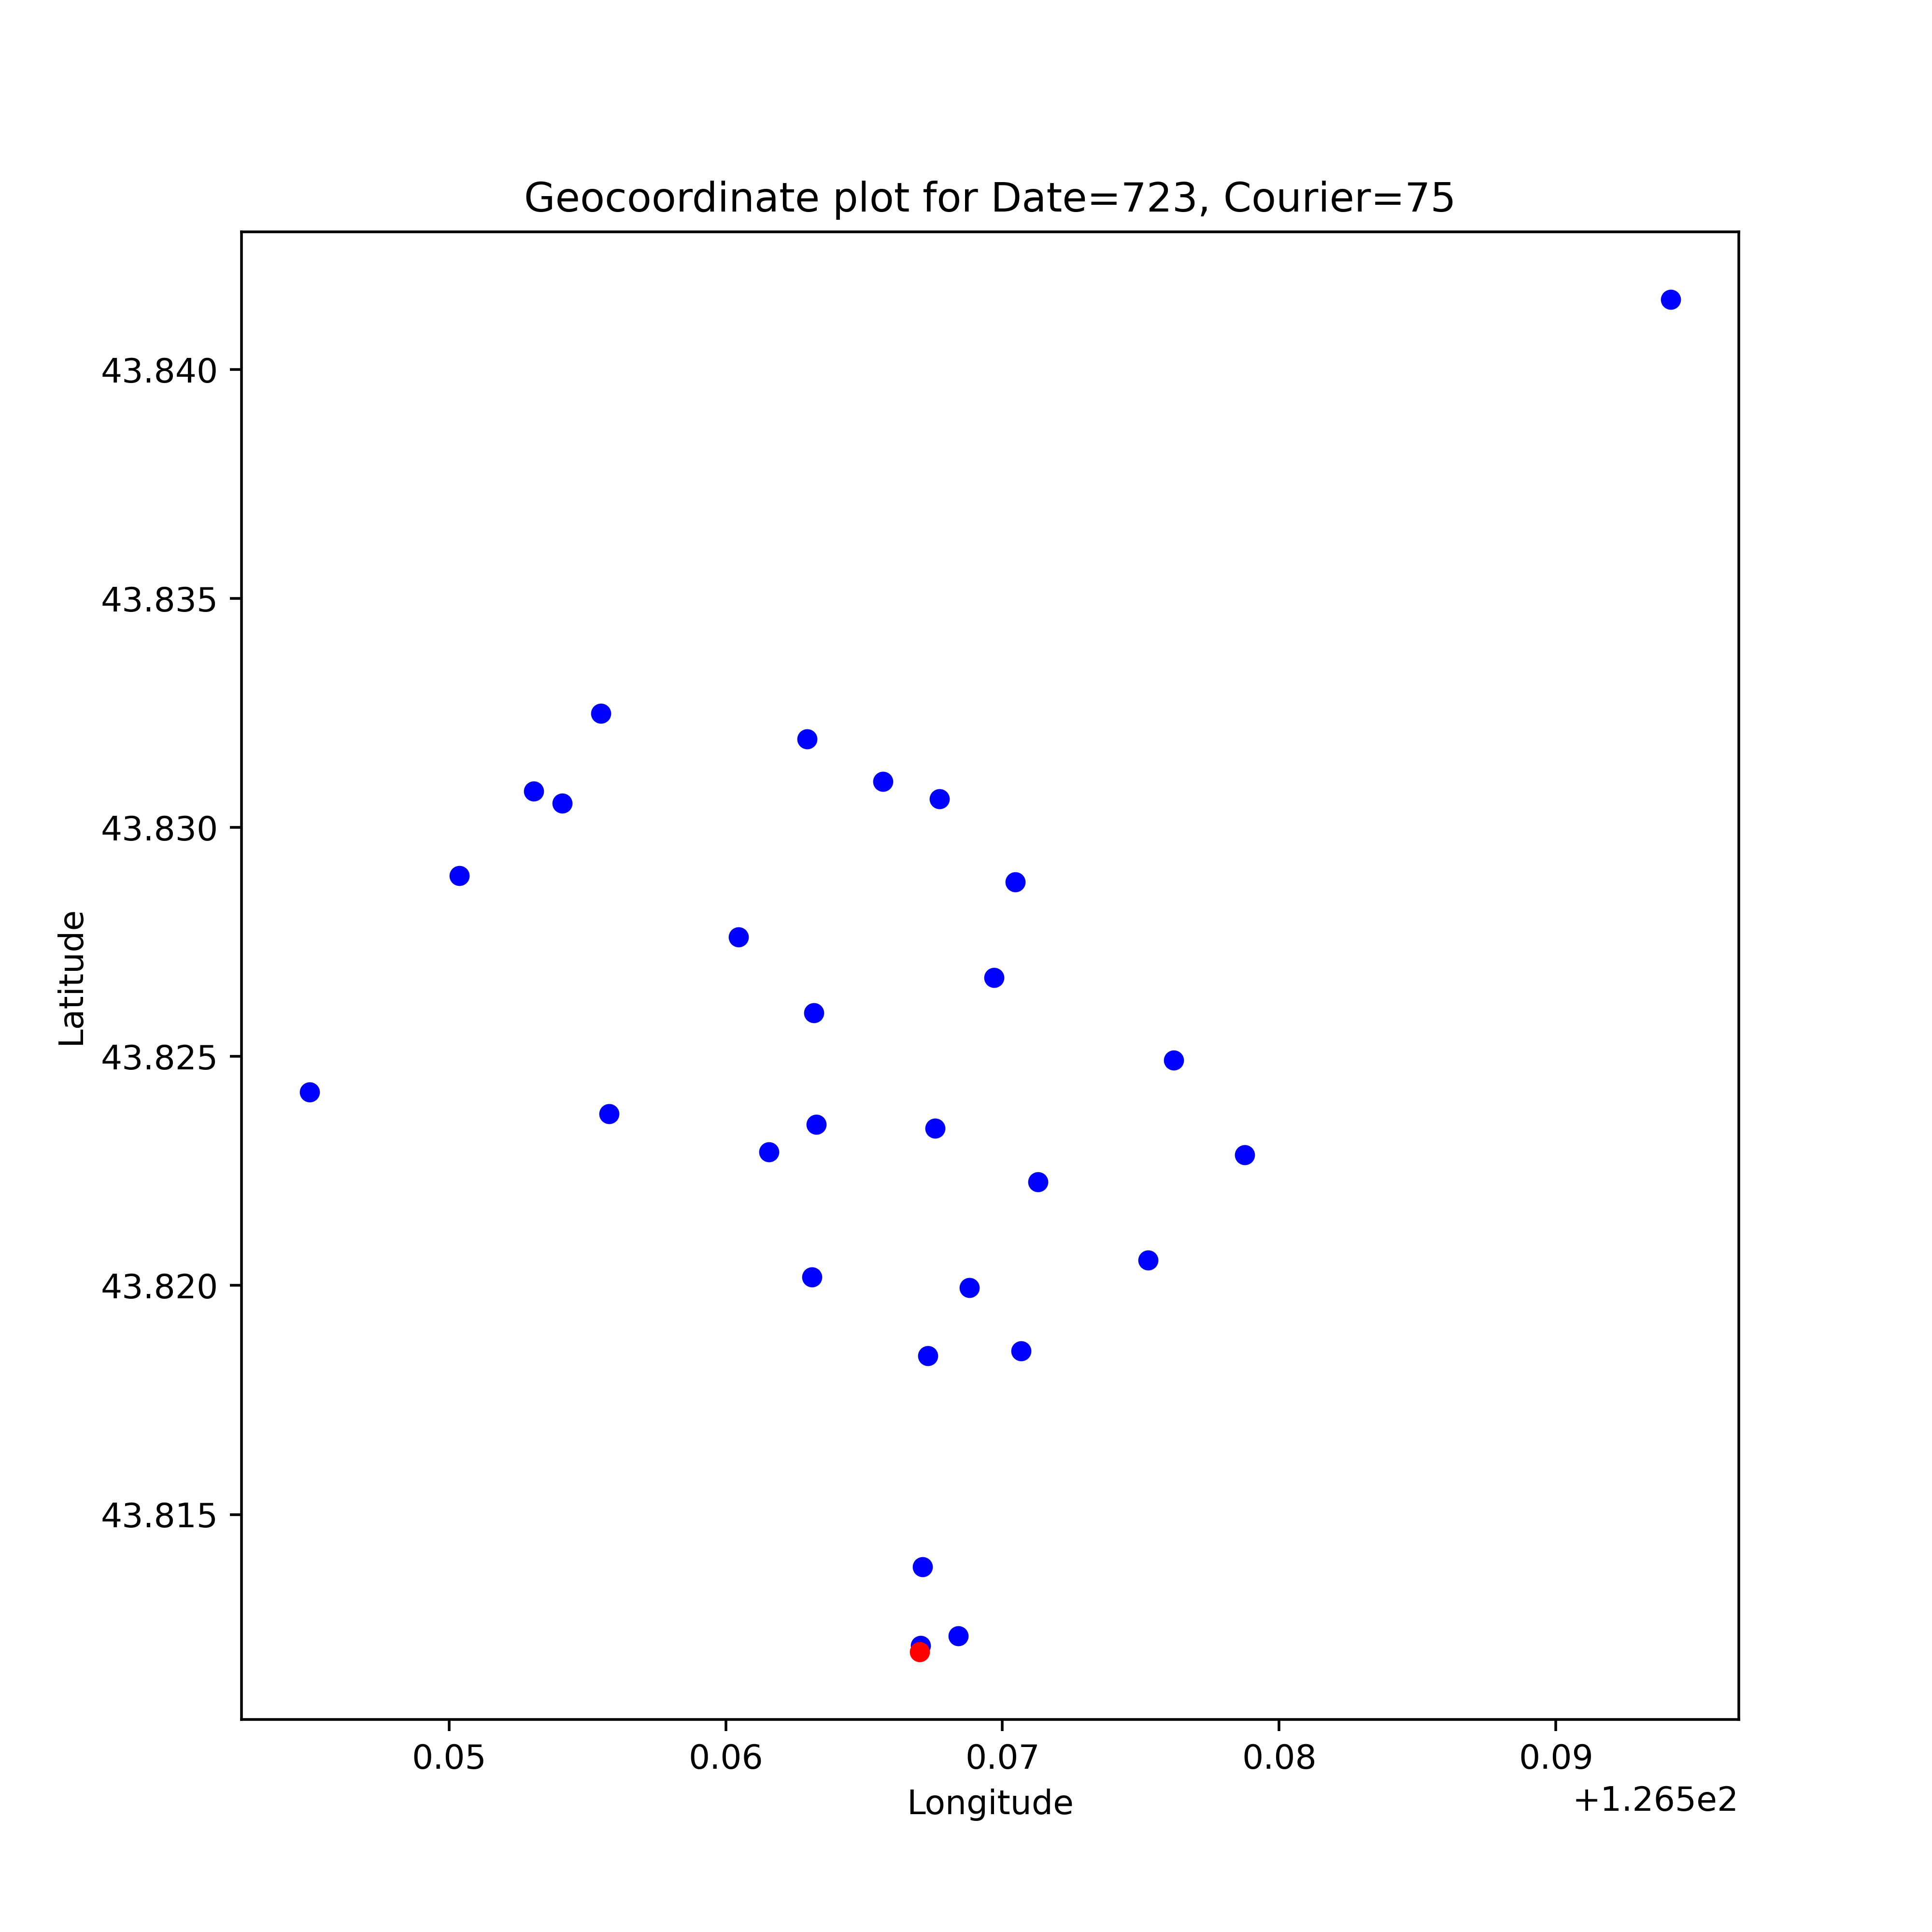 Geocoordinate plot for Date=723, Courier=75
43.840
43.835
43.830
43.825
43.820
43.815
Latitude
0.05 0.06 0.07 0.08 0.09
Longitude
+1.265e2